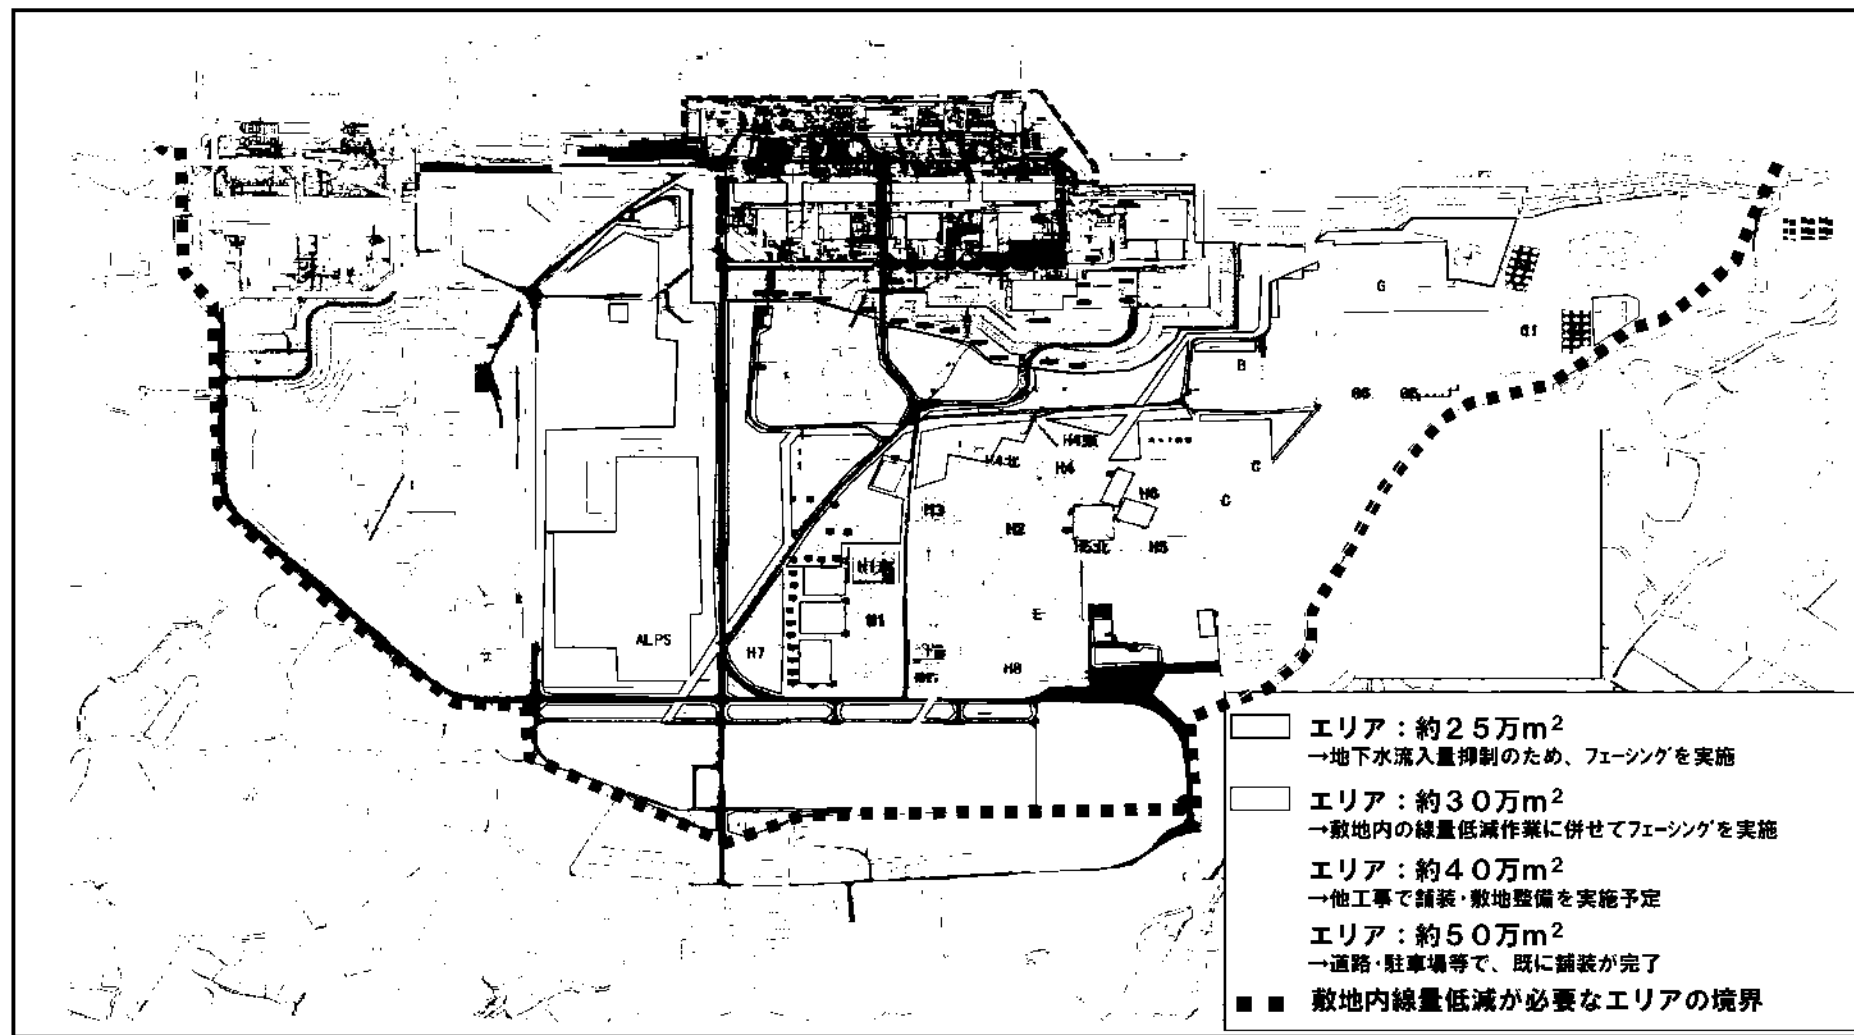 G
G1
B
G6
G5
H4東
H4北
H4
C
H6
C
H3
H2
H5北
H5
H1東
E
H1
ALPS
H7
H8
エリア：約25万m²
→地下水流入量抑制のため、フェーシングを実施
エリア：約30万m²
→敷地内の線量低減作業に併せてフェーシングを実施
エリア：約40万m²
→他工事で舗装・敷地整備を実施予定
エリア：約50万m²
→道路・駐車場等で、既に舗装が完了
敷地内線量低減が必要なエリアの境界